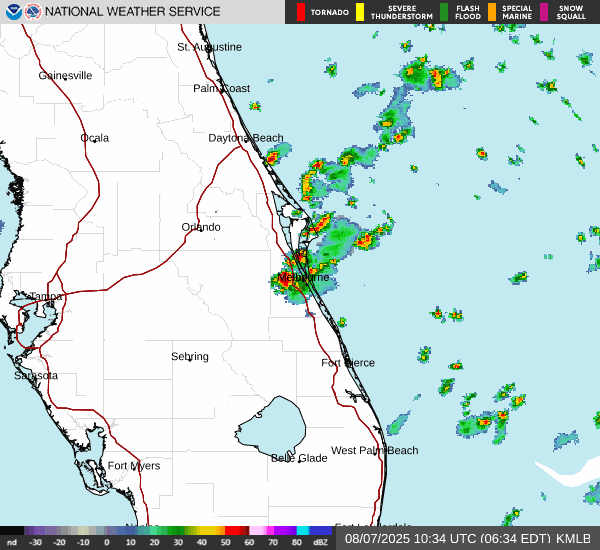 NATIONAL WEATHER SERVICE
TORNADO
SEVERE THUNDERSTORM
FLASH FLOOD
SPECIAL MARINE
SNOW SQUALL
St. Augustine
Gainesville
Palm Coast
Ocala
Daytona Beach
Orlando
Melbourne
Tampa
Sebring
Fort Pierce
Sarasota
West Palm Beach
Belle Glade
Fort Myers
nd -30 -20 -10 0 10 20 30 40 50 60 70 80 dBZ
08/07/2025 10:34 UTC (06:34 EDT) KMLB